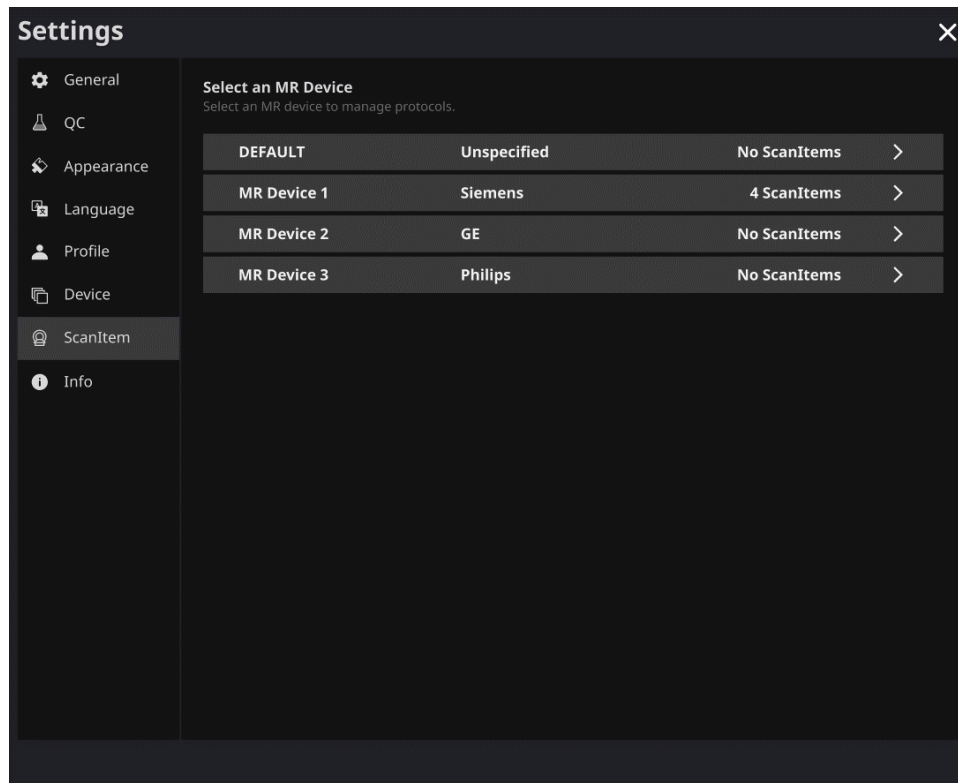 Settings
General
QC
Appearance
Language
Profile
Device
ScanItem
Info
Select an MR Device
Select an MR device to manage protocols.
DEFAULT Unspecified No ScanItems
MR Device 1 Siemens 4 ScanItems
MR Device 2 GE No ScanItems
MR Device 3 Philips No ScanItems